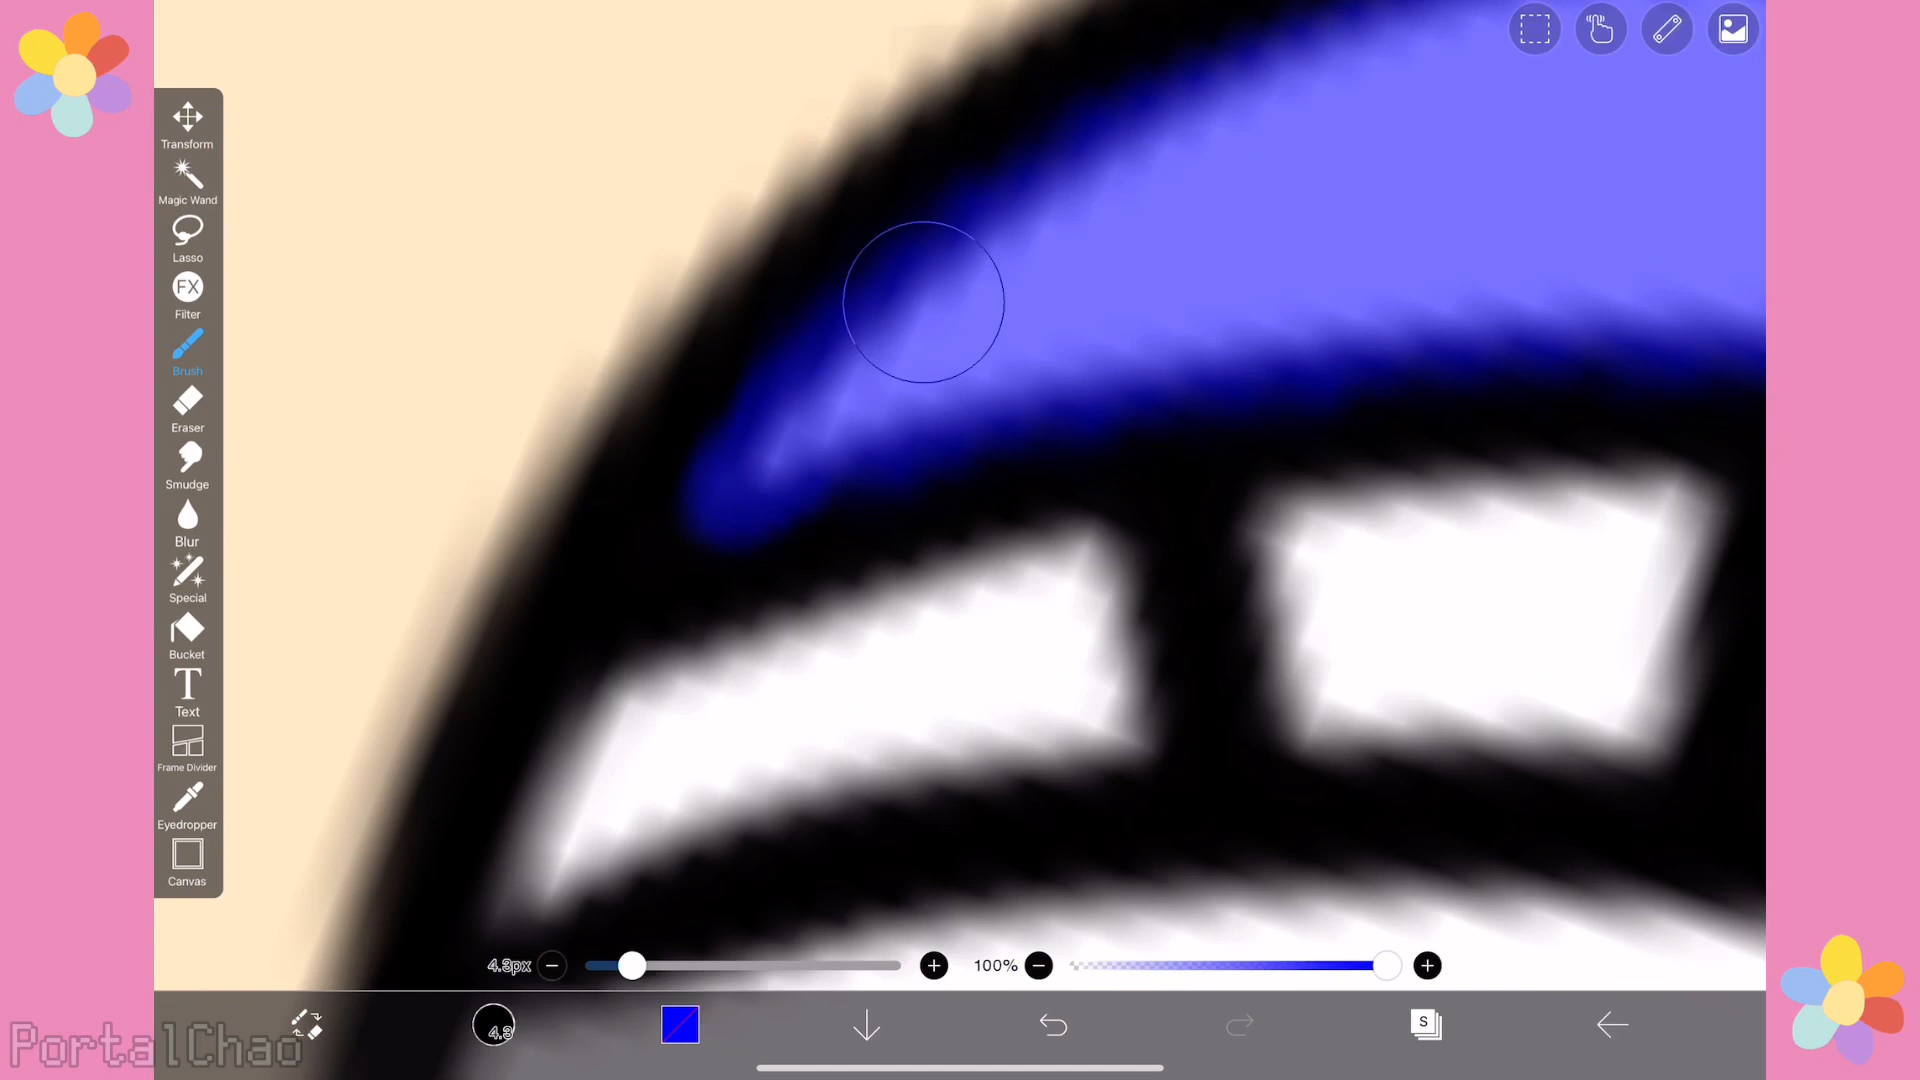 Transform
Magic Wand
Lasso
FX
Filter
Brush
Eraser
Smudge
Blur
Special
Bucket
T
Text
Frame Divider
Eyedropper
Canvas
4.3px
100%
4.3
S
PortalChao